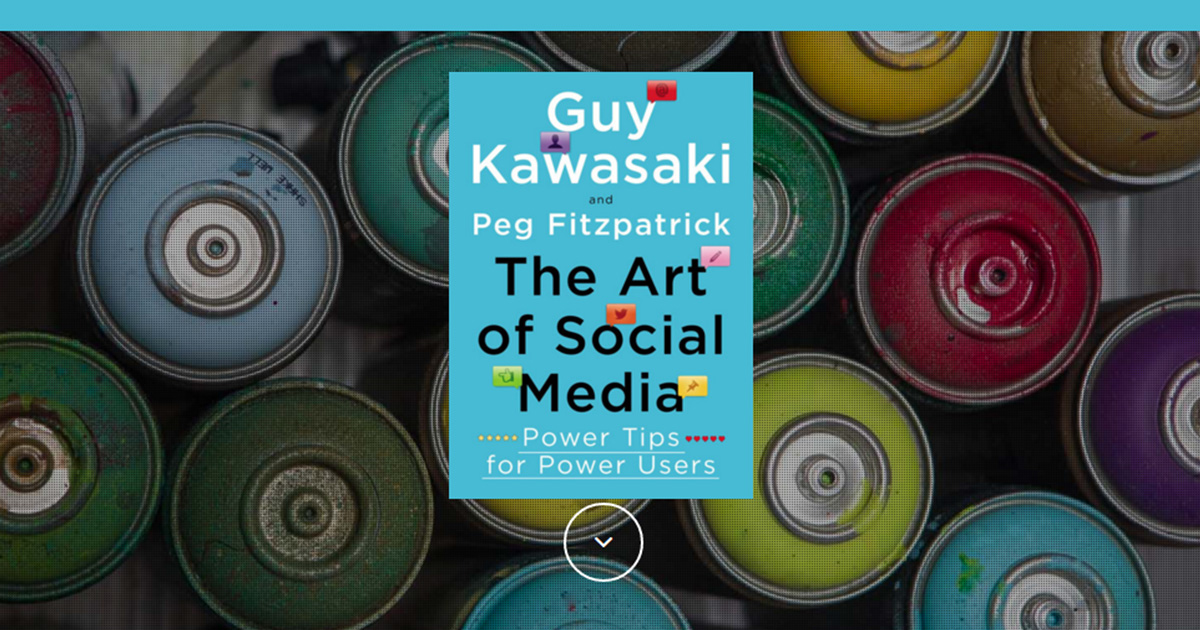 Guy
Kawasaki
and
Peg Fitzpatrick
The Art
of Social
Media
Power Tips
for Power Users